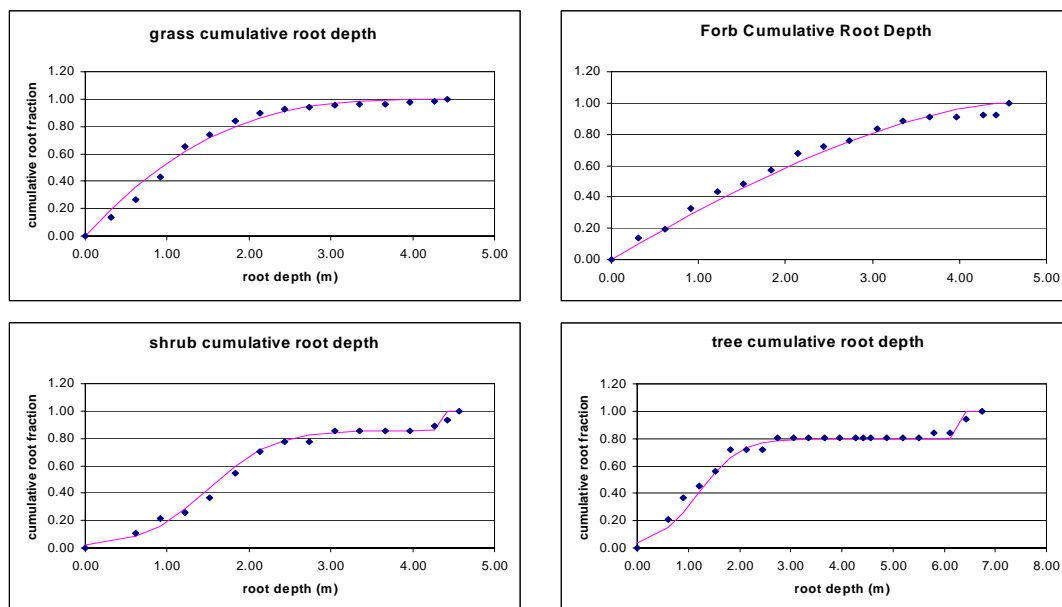 grass cumulative root depth
cumulative root fraction
1.20
1.00
0.80
0.60
0.40
0.20
0.00
0.00 1.00 2.00 3.00 4.00 5.00
root depth (m)
Forb Cumulative Root Depth
1.20
1.00
0.80
0.60
0.40
0.20
0.00
0.00 1.00 2.00 3.00 4.00 5.00
shrub cumulative root depth
cumulative root fraction
1.20
1.00
0.80
0.60
0.40
0.20
0.00
0.00 1.00 2.00 3.00 4.00 5.00
root depth (m)
tree cumulative root depth
cumulative root fraction
1.20
1.00
0.80
0.60
0.40
0.20
0.00
0.00 1.00 2.00 3.00 4.00 5.00 6.00 7.00 8.00
root depth (m)